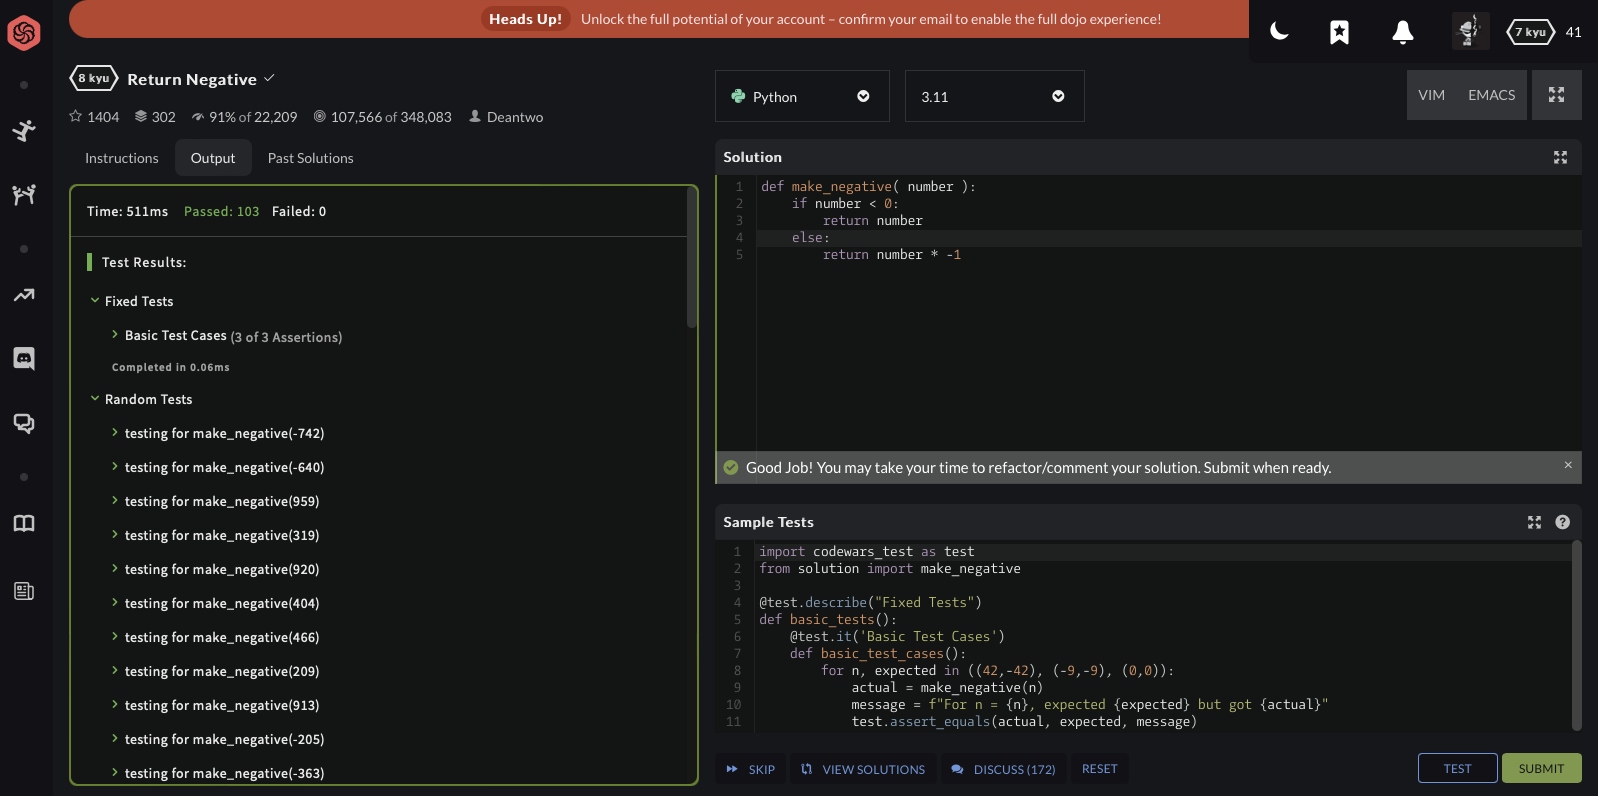 Heads Up! Unlock the full potential of your account – confirm your email to enable the full dojo experience!
7 kyu 41
8 kyu Return Negative
1404 302 91% of 22,209 107,566 of 348,083 Deantwo
Instructions Output Past Solutions
Time: 511ms Passed: 103 Failed: 0
Test Results:
Fixed Tests
Basic Test Cases (3 of 3 Assertions)
Completed in 0.06ms
Random Tests
testing for make_negative(-742)
testing for make_negative(-640)
testing for make_negative(959)
testing for make_negative(319)
testing for make_negative(920)
testing for make_negative(404)
testing for make_negative(466)
testing for make_negative(209)
testing for make_negative(913)
testing for make_negative(-205)
testing for make_negative(-363)
Python 3.11 VIM EMACS
Solution
1 def make_negative( number ):
2 if number < 0:
3 return number
4 else:
5 return number * -1
Good Job! You may take your time to refactor/comment your solution. Submit when ready. ×
Sample Tests ?
1 import codewars_test as test
2 from solution import make_negative
3
4 @test.describe("Fixed Tests")
5 def basic_tests():
6 @test.it('Basic Test Cases')
7 def basic_test_cases():
8 for n, expected in ((42,-42), (-9,-9), (0,0)):
9 actual = make_negative(n)
10 message = f"For n = {n}, expected {expected} but got {actual}"
11 test.assert_equals(actual, expected, message)
SKIP VIEW SOLUTIONS DISCUSS (172) RESET TEST SUBMIT